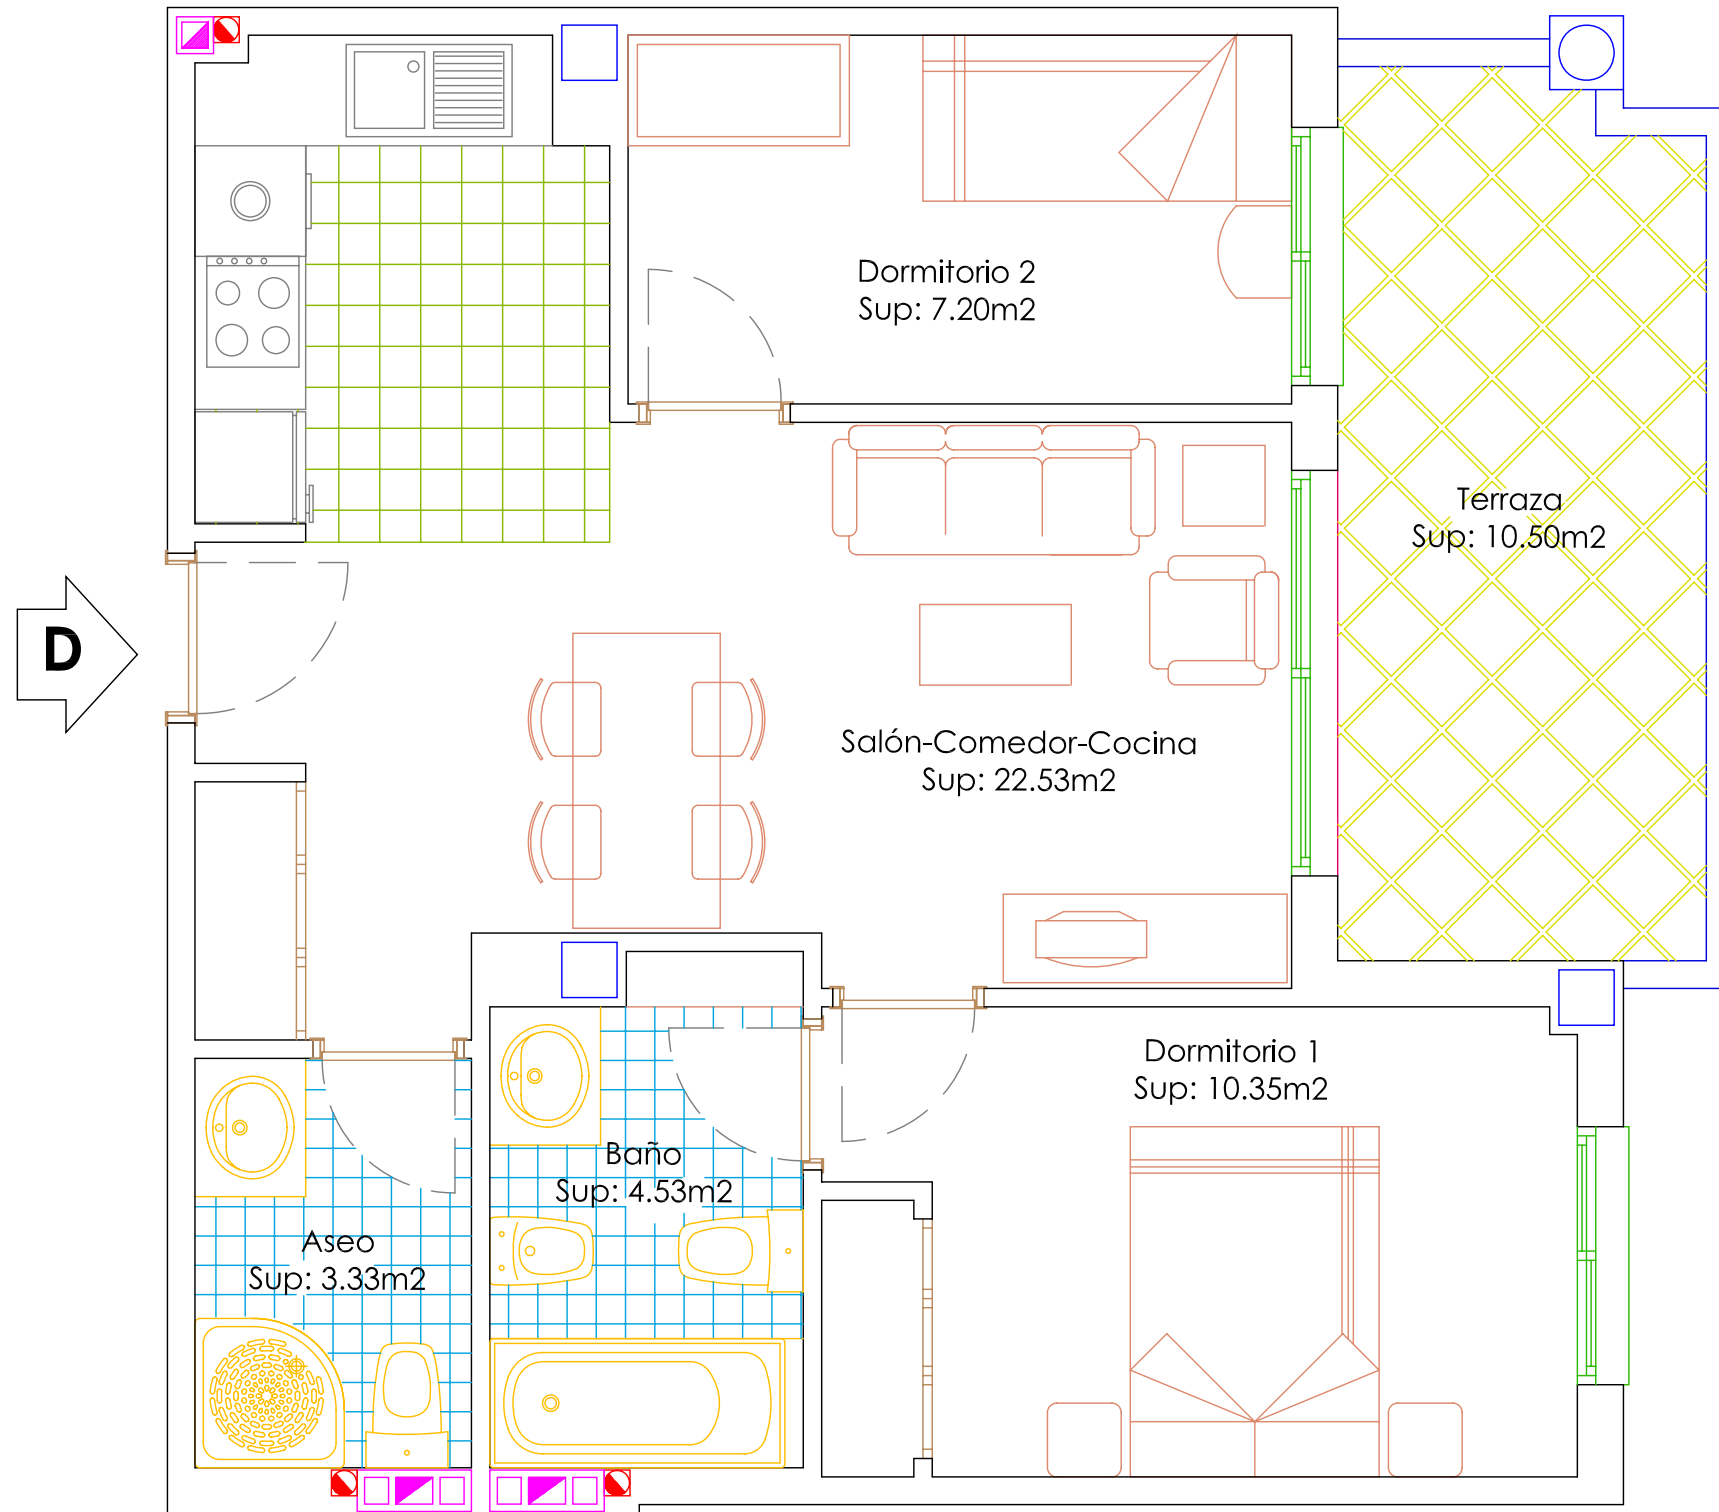 Dormitorio 2
Sup: 7.20m2
Terraza
Sup: 10.50m2
D
Salón-Comedor-Cocina
Sup: 22.53m2
Dormitorio 1
Sup: 10.35m2
Baño
Sup: 4.53m2
Aseo
Sup: 3.33m2